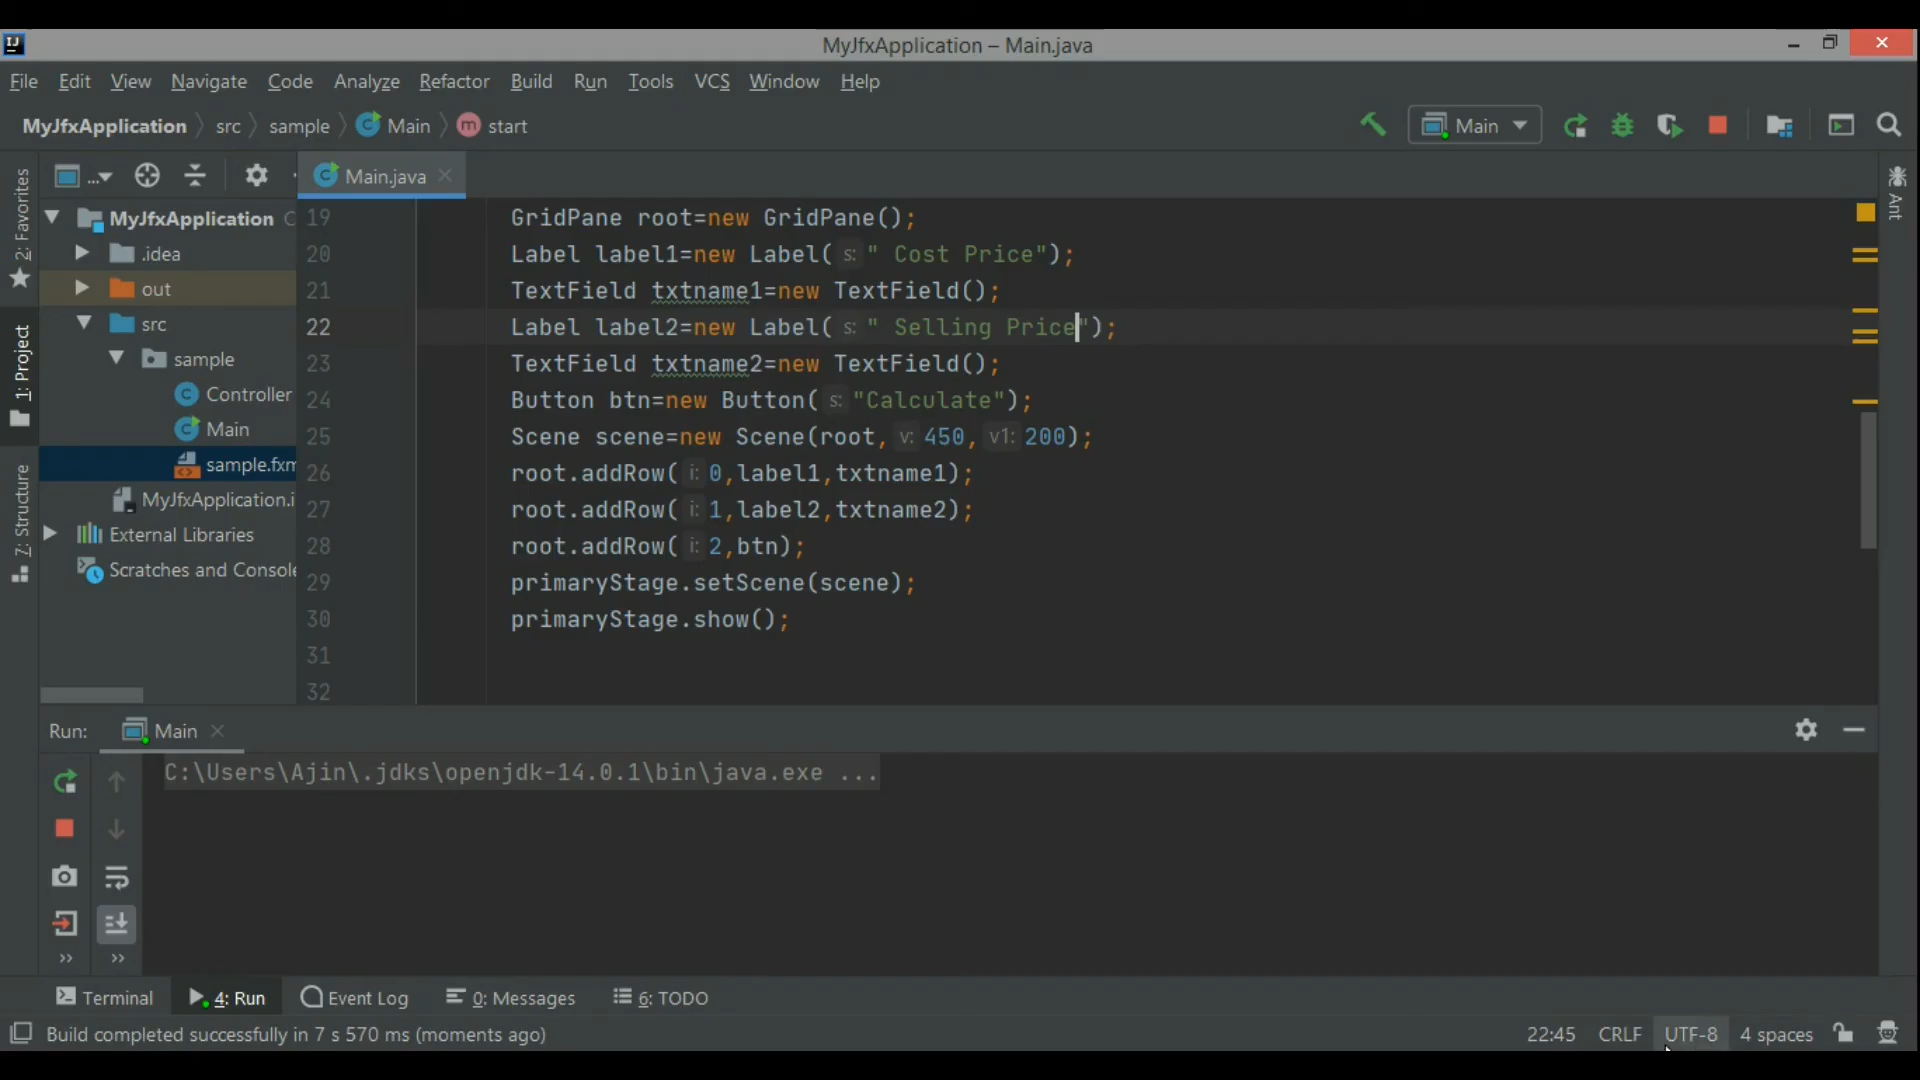 MyJfxApplication – Main.java
File Edit View Navigate Code Analyze Refactor Build Run Tools VCS Window Help
MyJfxApplication src sample Main start Main
... Main.java
2: Favorites
1: Project
7: Structure
Ant
MyJfxApplication
.idea
out
src
sample
Controller
Main
sample.fxm
MyJfxApplication.i
External Libraries
Scratches and Console
19 GridPane root=new GridPane();
20 Label label1=new Label( s: " Cost Price");
21 TextField txtname1=new TextField();
22 Label label2=new Label( s: " Selling Price");
23 TextField txtname2=new TextField();
24 Button btn=new Button( s: "Calculate");
25 Scene scene=new Scene(root, v: 450, v1: 200);
26 root.addRow( i: 0,label1,txtname1);
27 root.addRow( i: 1,label2,txtname2);
28 root.addRow( i: 2,btn);
29 primaryStage.setScene(scene);
30 primaryStage.show();
31
32
Run: Main
C:\Users\Ajin\.jdks\openjdk-14.0.1\bin\java.exe ...
Terminal 4: Run Event Log 0: Messages 6: TODO
Build completed successfully in 7 s 570 ms (moments ago) 22:45 CRLF UTF-8 4 spaces